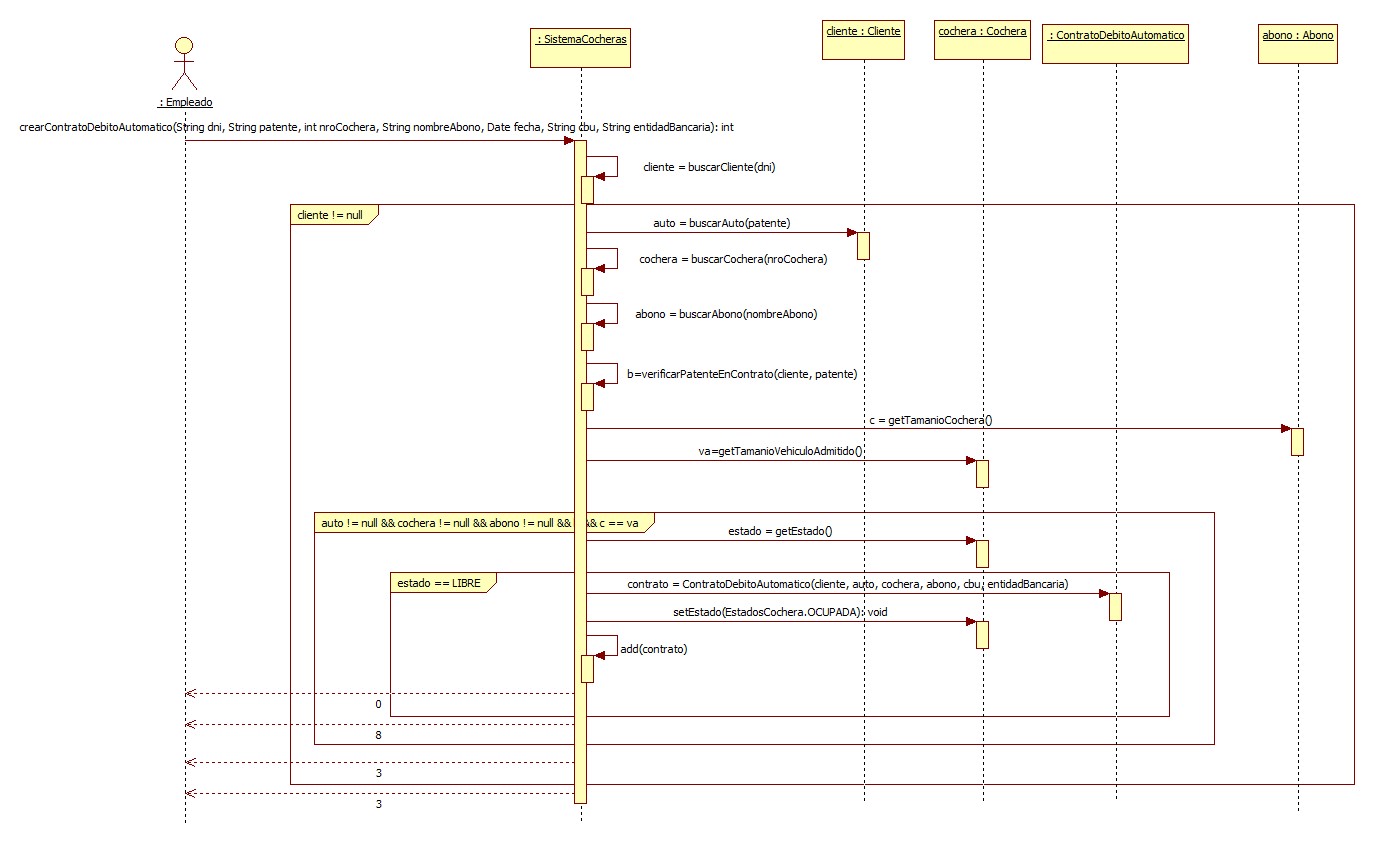 cliente : Cliente
cochera : Cochera
: SistemaCocheras
: ContratoDebitoAutomatico
abono : Abono
: Empleado
crearContratoDebitoAutomatico(String dni, String patente, int nroCochera, String nombreAbono, Date fecha, String cbu, String entidadBancaria): int
cliente = buscarCliente(dni)
cliente != null
auto = buscarAuto(patente)
cochera = buscarCochera(nroCochera)
abono = buscarAbono(nombreAbono)
b=verificarPatenteEnContrato(cliente, patente)
c = getTamanioCochera()
va=getTamanioVehiculoAdmitido()
auto != null && cochera != null && abono != null && && c == va
estado = getEstado()
estado == LIBRE
contrato = ContratoDebitoAutomatico(cliente, auto, cochera, abono, cbu, entidadBancaria)
setEstado(EstadosCochera.OCUPADA): void
add(contrato)
0
8
3
3